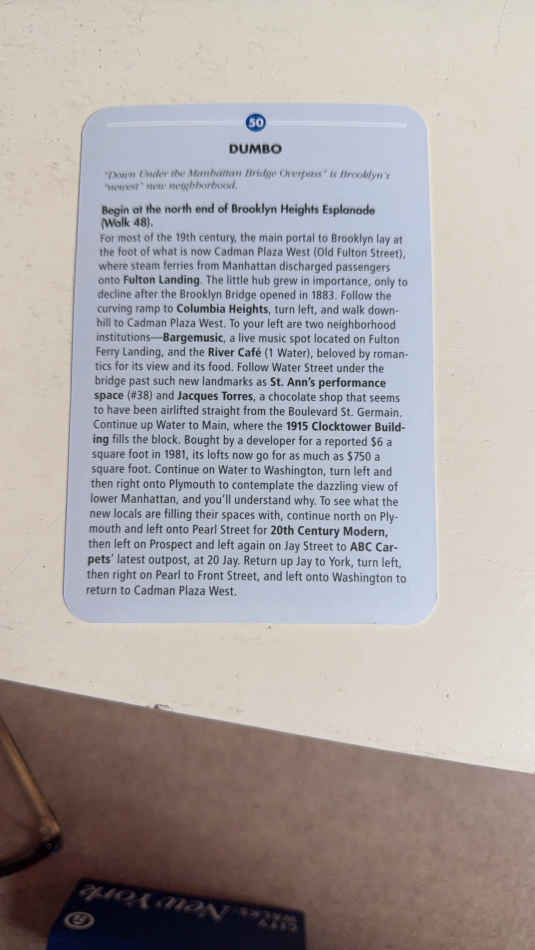 50
DUMBO
"Down Under the Manhattan Bridge Overpass" is Brooklyn's
"newest" new neighborhood.
Begin at the north end of Brooklyn Heights Esplanade
(Walk 48).
For most of the 19th century, the main portal to Brooklyn lay at
the foot of what is now Cadman Plaza West (Old Fulton Street),
where steam ferries from Manhattan discharged passengers
onto Fulton Landing. The little hub grew in importance, only to
decline after the Brooklyn Bridge opened in 1883. Follow the
curving ramp to Columbia Heights, turn left, and walk down-
hill to Cadman Plaza West. To your left are two neighborhood
institutions—Bargemusic, a live music spot located on Fulton
Ferry Landing, and the River Café (1 Water), beloved by roman-
tics for its view and its food. Follow Water Street under the
bridge past such new landmarks as St. Ann's performance
space (#38) and Jacques Torres, a chocolate shop that seems
to have been airlifted straight from the Boulevard St. Germain.
Continue up Water to Main, where the 1915 Clocktower Build-
ing fills the block. Bought by a developer for a reported $6 a
square foot in 1981, its lofts now go for as much as $750 a
square foot. Continue on Water to Washington, turn left and
then right onto Plymouth to contemplate the dazzling view of
lower Manhattan, and you'll understand why. To see what the
new locals are filling their spaces with, continue north on Ply-
mouth and left onto Pearl Street for 20th Century Modern,
then left on Prospect and left again on Jay Street to ABC Car-
pets' latest outpost, at 20 Jay. Return up Jay to York, turn left,
then right on Pearl to Front Street, and left onto Washington to
return to Cadman Plaza West.
CITY
WALKS: New York
®